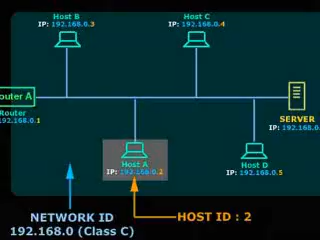 Host B
IP: 192.168.0.3
Host C
IP: 192.168.0.4
Router A
Router
192.168.0.1
SERVER
IP: 192.168.0.
Host A
IP: 192.168.0.2
Host D
IP: 192.168.0.5
NETWORK ID
192.168.0 (Class C)
HOST ID : 2